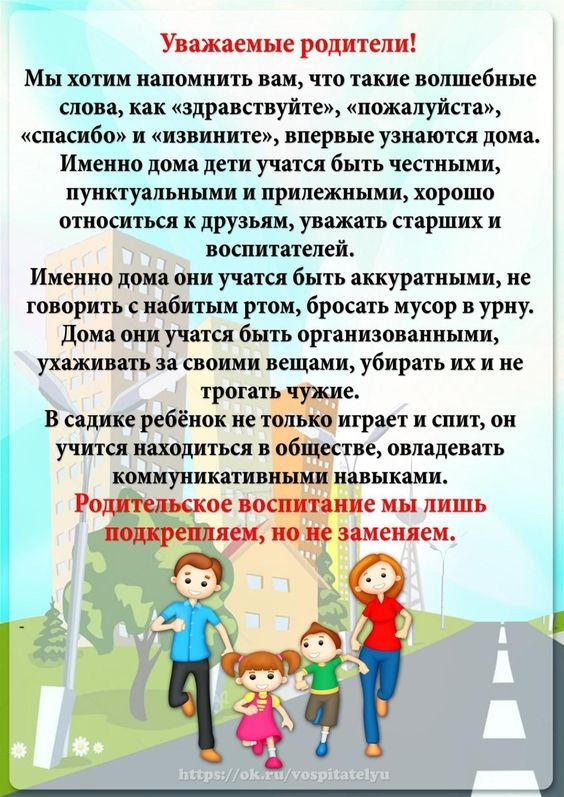 Уважаемые родители!
Мы хотим напомнить вам, что такие волшебные
слова, как «здравствуйте», «пожалуйста»,
«спасибо» и «извините», впервые узнаются дома.
Именно дома дети учатся быть честными,
пунктуальными и прилежными, хорошо
относиться к друзьям, уважать старших и
воспитателей.
Именно дома они учатся быть аккуратными, не
говорить с набитым ртом, бросать мусор в урну.
Дома они учатся быть организованными,
ухаживать за своими вещами, убирать их и не
трогать чужие.
В садике ребёнок не только играет и спит, он
учится находиться в обществе, овладевать
коммуникативными навыками.
Родительское воспитание мы лишь
подкрепляем, но не заменяем.
https://ok.ru/vospitatelyu